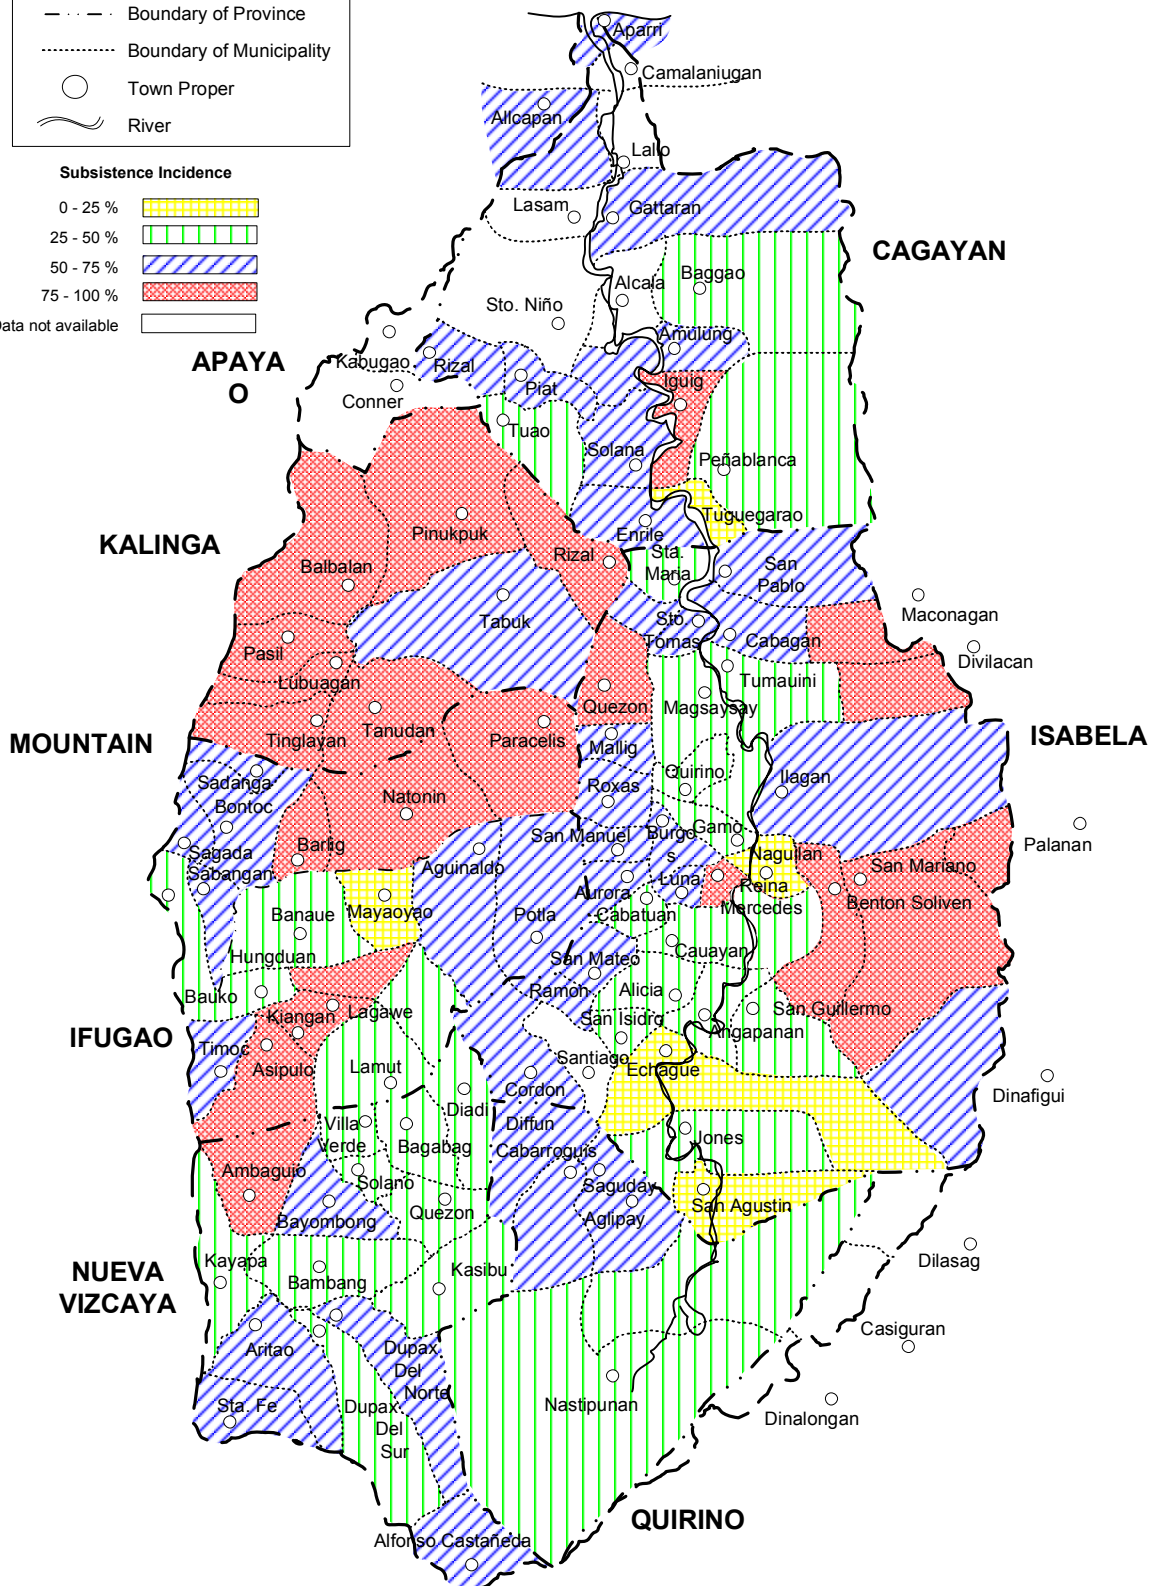 Boundary of Province
Boundary of Municipality
Town Proper
River
Subsistence Incidence
0 - 25 %
25 - 50 %
50 - 75 %
75 - 100 %
Data not available
Aparri
Camalaniugan
Allcapan
Lallo
Lasam
Gattaran
CAGAYAN
Baggao
Alcala
Sto. Niño
Amulung
Kabugao
Rizal
APAYA
O
Piat
Iguig
Conner
Tuao
Solana
Peñablanca
Tuguegarao
Pinukpuk
Enrile
KALINGA
Rizal
Sta.
Maria
San
Pablo
Balbalan
Maconagan
Tabuk
Sto
Tomas
Cabagan
Pasil
Divilacan
Lubuagan
Tumauini
Quezon
Magsaysay
Tinglayan
Tanudan
Paracelis
MOUNTAIN
ISABELA
Mallig
Sadanga
Quirino
Roxas
Ilagan
Bontoc
Natonin
San Manuel
Burgo
s
Gamo
Palanan
Barlig
Sagada
Aguinaldo
Naguilan
San Mariano
Sabangan
Aurora
Luna
Reina
Mercedes
Benton Soliven
Banaue
Mayaoyao
Potla
Cabatuan
Hungduan
San Mateo
Cauayan
Bauko
Ramon
Alicia
Kiangan
Lagawe
San Isidro
San Guillermo
Angapanan
IFUGAO
Timoc
Asipulo
Lamut
Santiago
Echague
Cordon
Dinafigui
Diadi
Villa
Verde
Bagabag
Diffun
Jones
Cabarroguis
Ambaguio
Solano
Saguday
San Agustin
Bayombong
Quezon
Aglipay
Kayapa
Dilasag
NUEVA
VIZCAYA
Bambang
Kasibu
Casiguran
Aritao
Dupax
Del
Norte
Sta. Fe
Dupax
Del
Sur
Nastipunan
Dinalongan
QUIRINO
Alfonso Castañeda